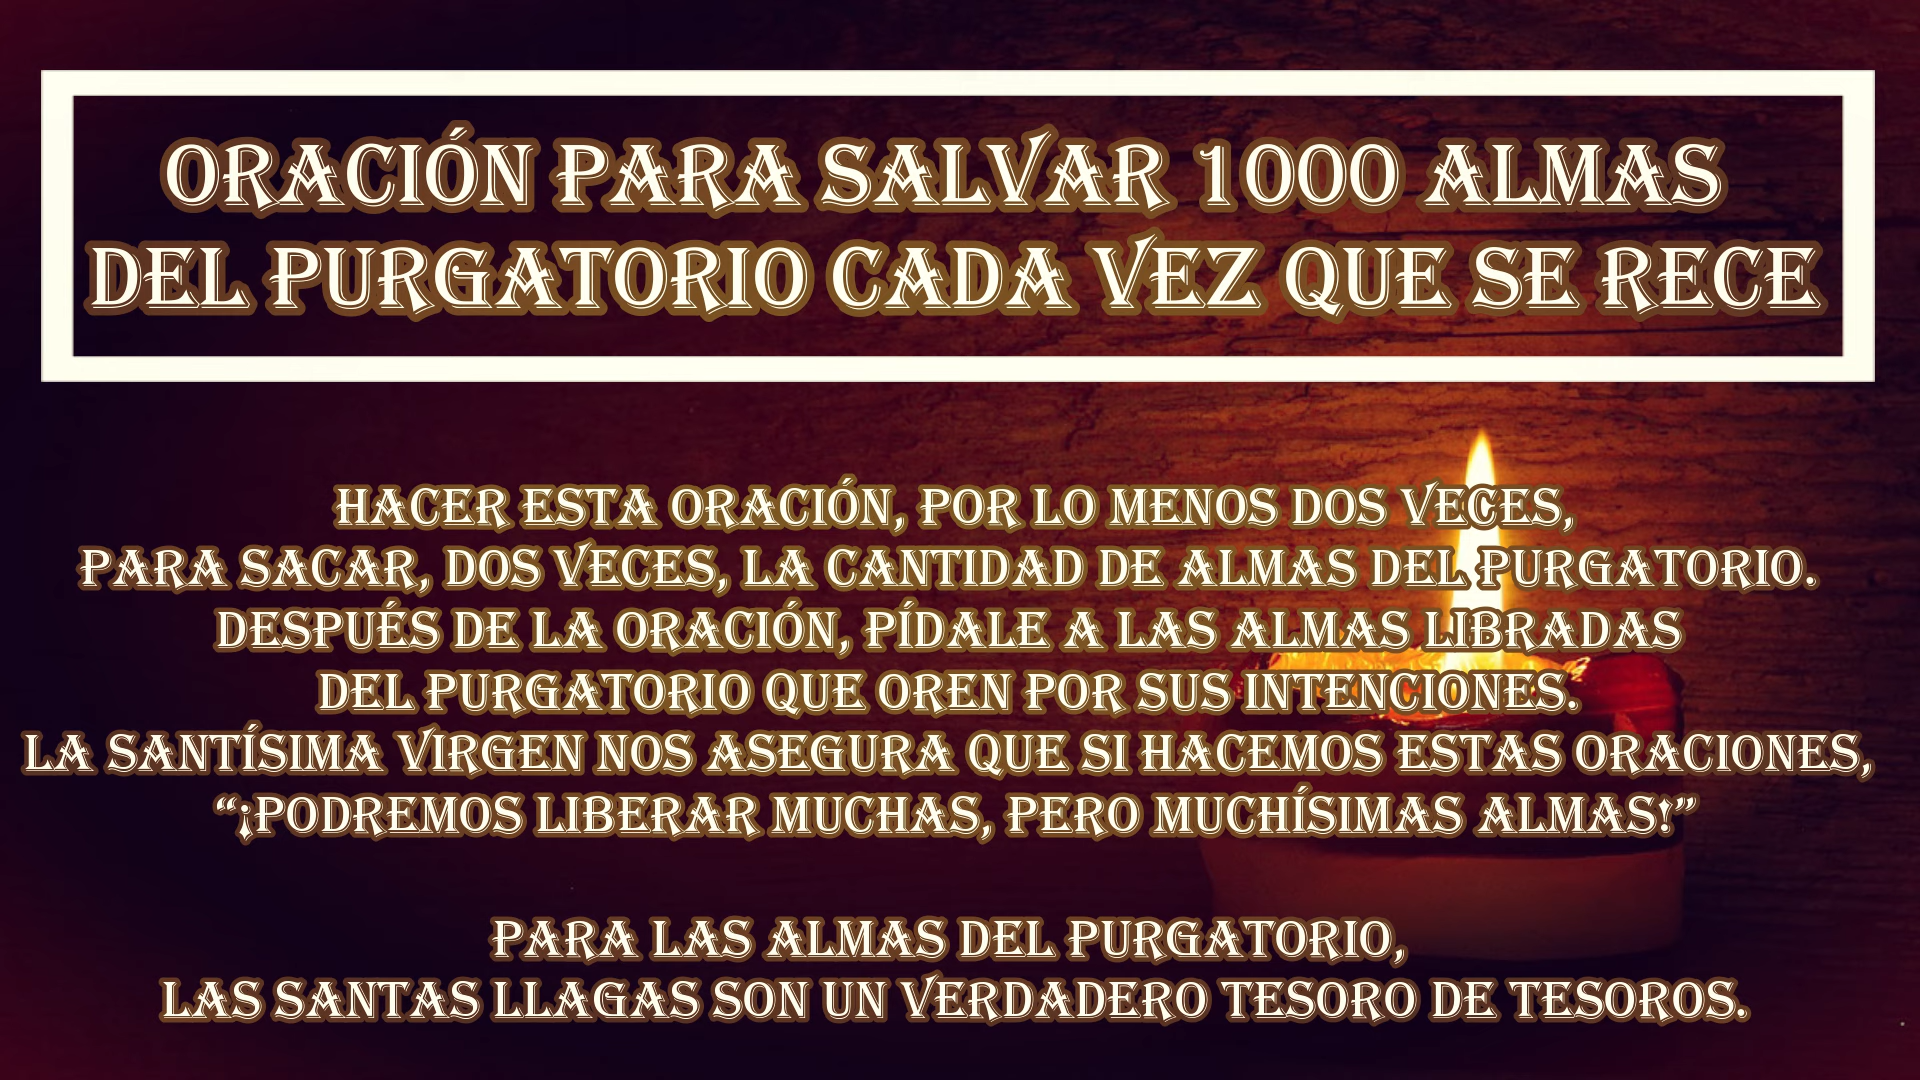 ORACIÓN PARA SALVAR 1000 ALMAS
DEL PURGATORIO CADA VEZ QUE SE RECE
HACER ESTA ORACIÓN, POR LO MENOS DOS VECES,
PARA SACAR, DOS VECES, LA CANTIDAD DE ALMAS DEL PURGATORIO.
DESPUÉS DE LA ORACIÓN, PÍDALE A LAS ALMAS LIBRADAS
DEL PURGATORIO QUE OREN POR SUS INTENCIONES.
LA SANTÍSIMA VIRGEN NOS ASEGURA QUE SI HACEMOS ESTAS ORACIONES,
“¡PODREMOS LIBERAR MUCHAS, PERO MUCHÍSIMAS ALMAS!”
PARA LAS ALMAS DEL PURGATORIO,
LAS SANTAS LLAGAS SON UN VERDADERO TESORO DE TESOROS.